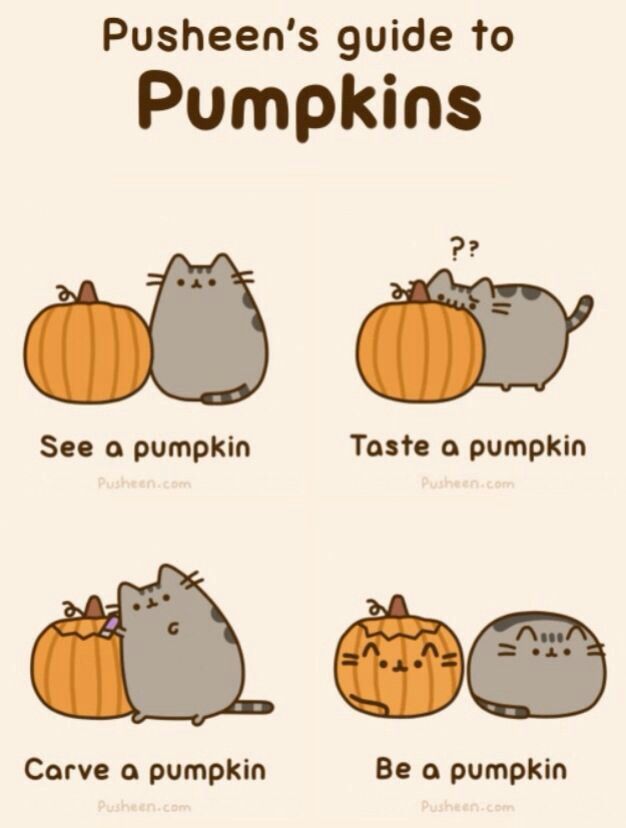 Pusheen's guide to
Pumpkins
??
See a pumpkin
Pusheen.com
Taste a pumpkin
Pusheen.com
Carve a pumpkin
Pusheen.com
Be a pumpkin
Pusheen.com